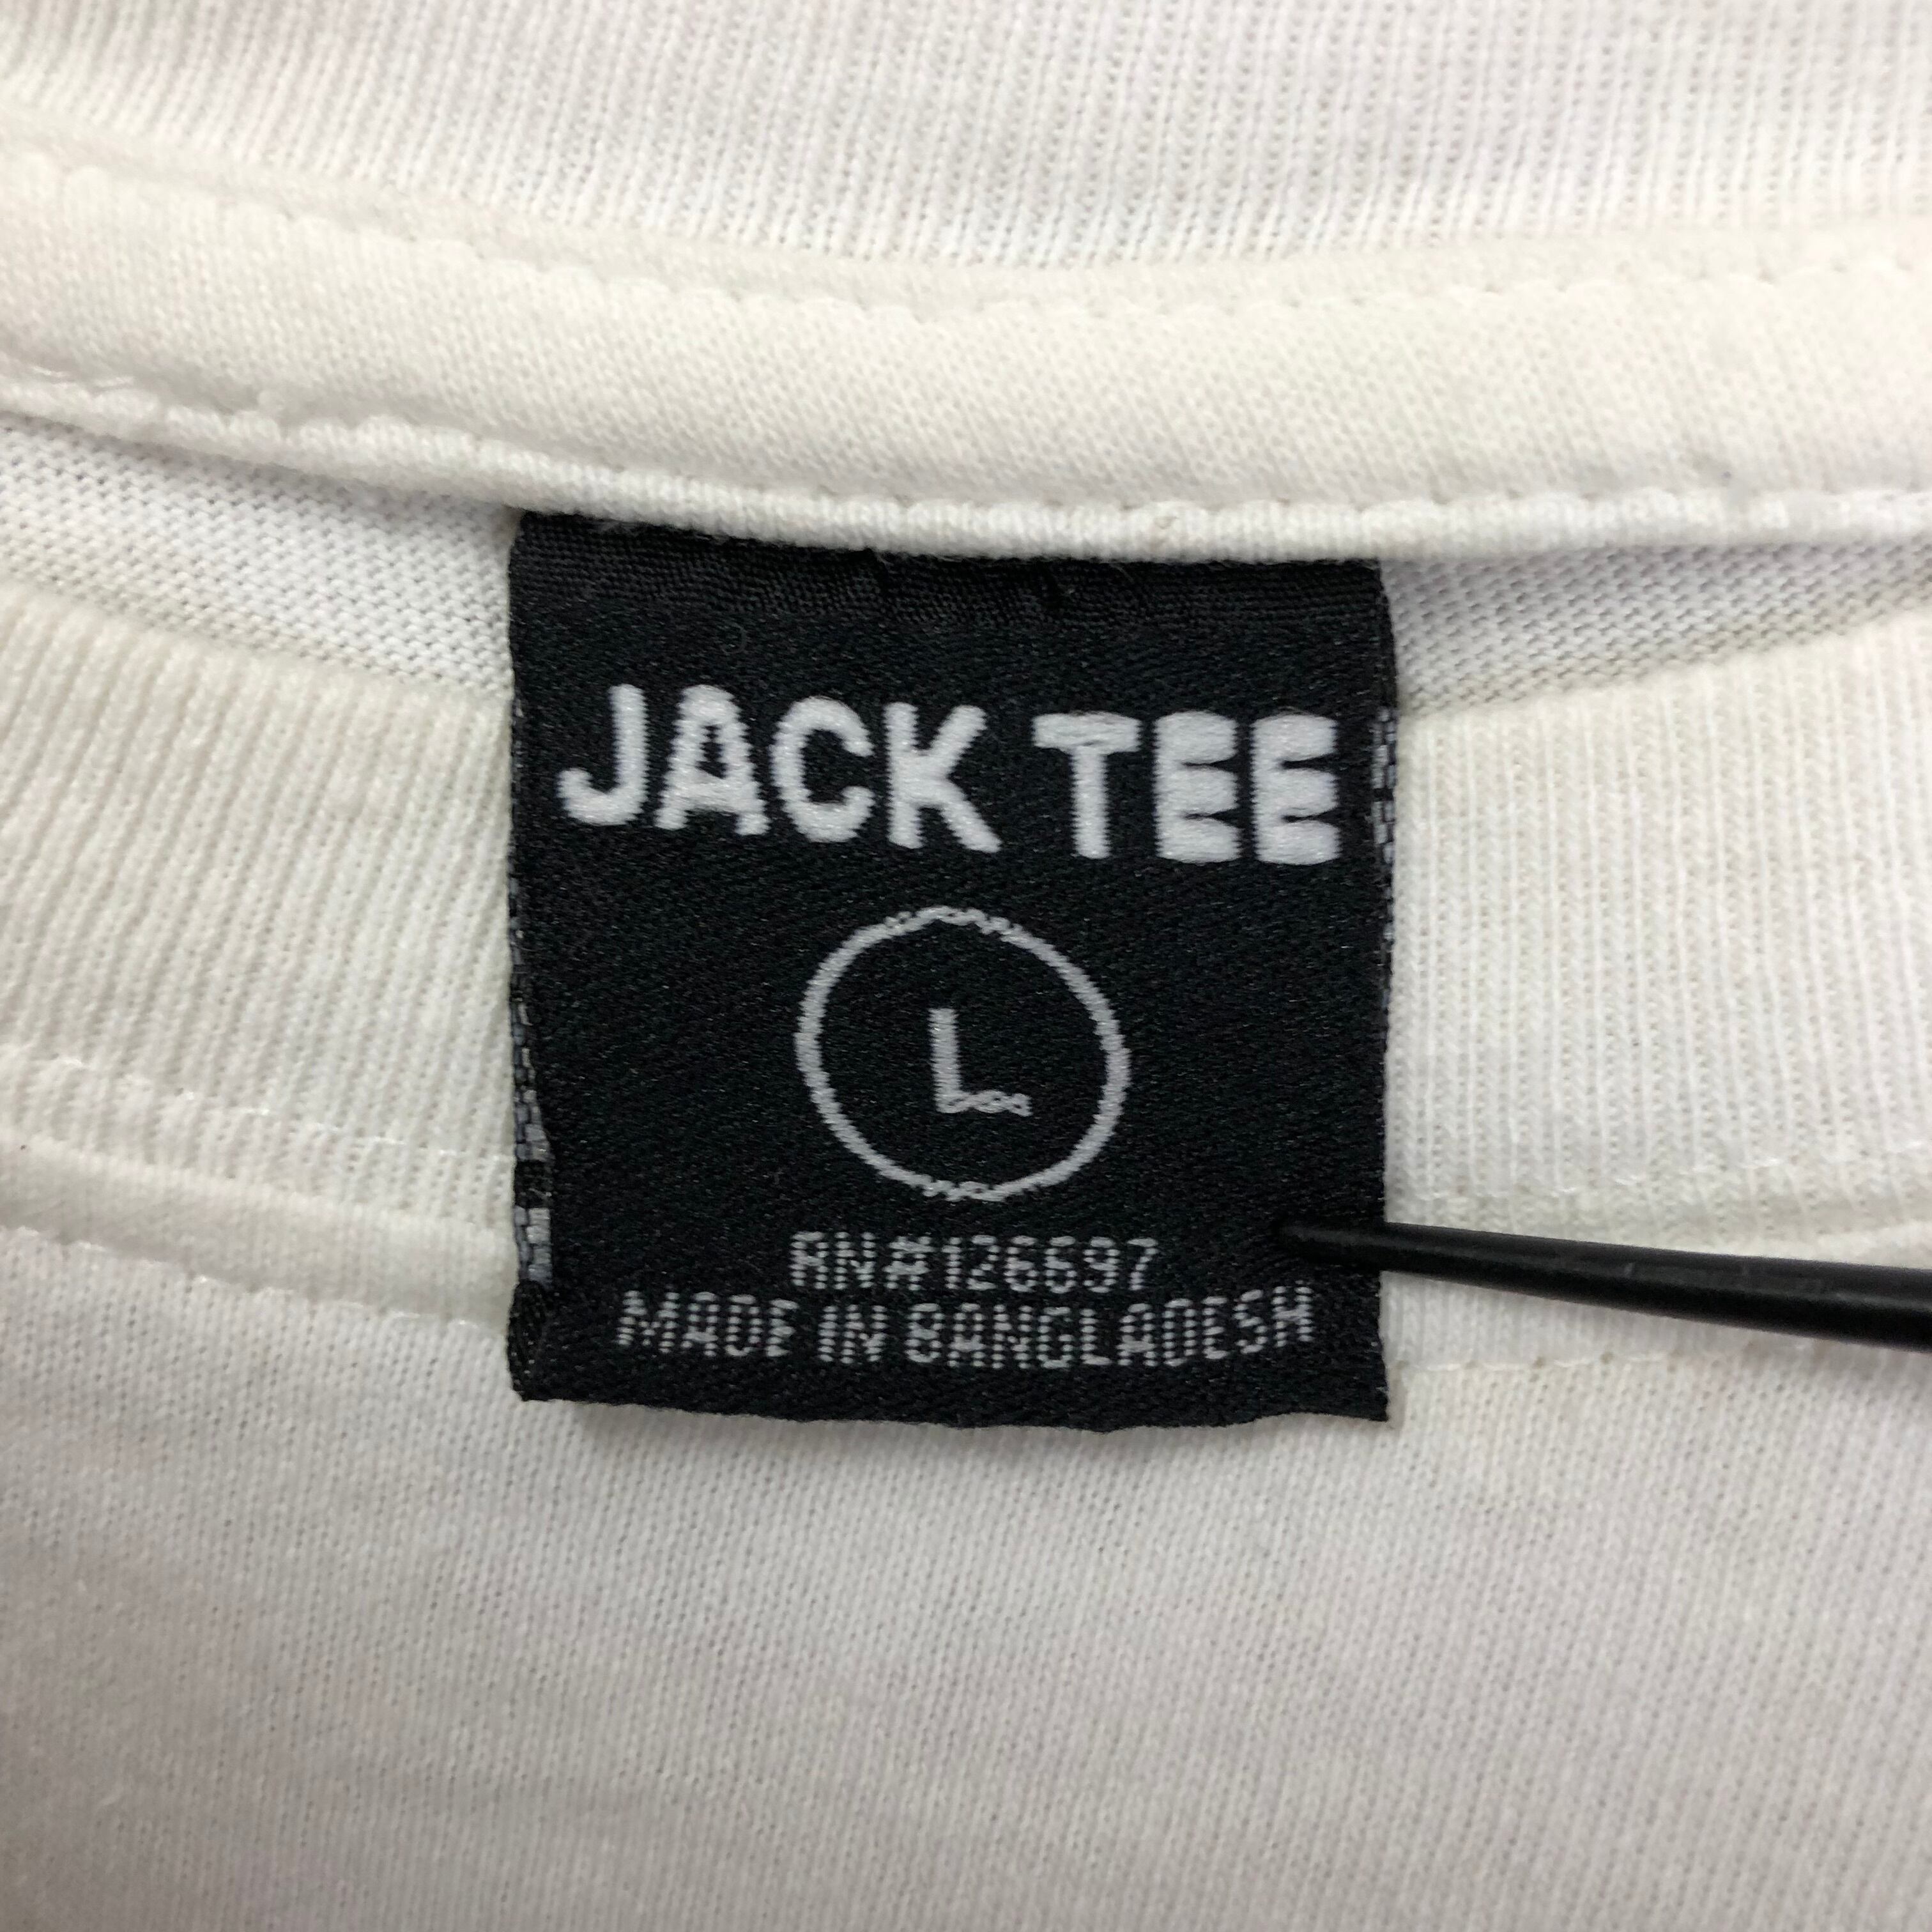 JACK TEE
L
RN#126697
MADE IN BANGLADESH